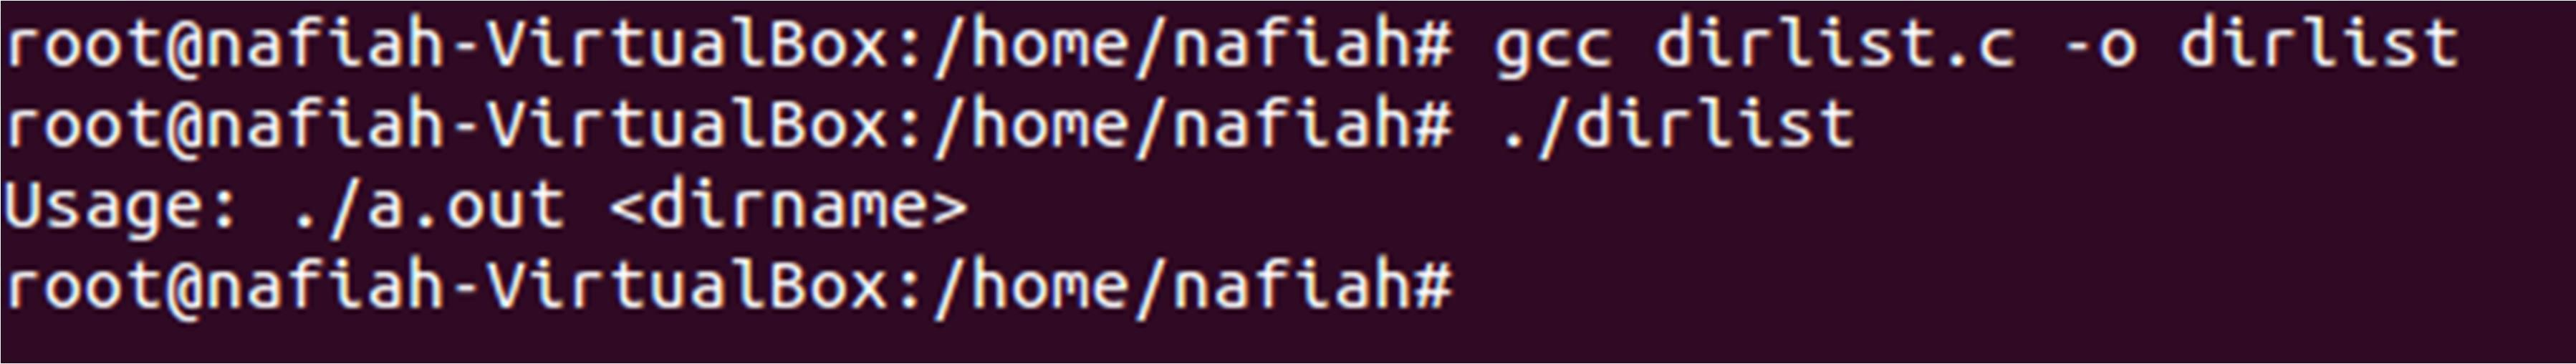 root@nafiah-VirtualBox:/home/nafiah# gcc dirlist.c -o dirlist
root@nafiah-VirtualBox:/home/nafiah# ./dirlist
Usage: ./a.out <dirname>
root@nafiah-VirtualBox:/home/nafiah#